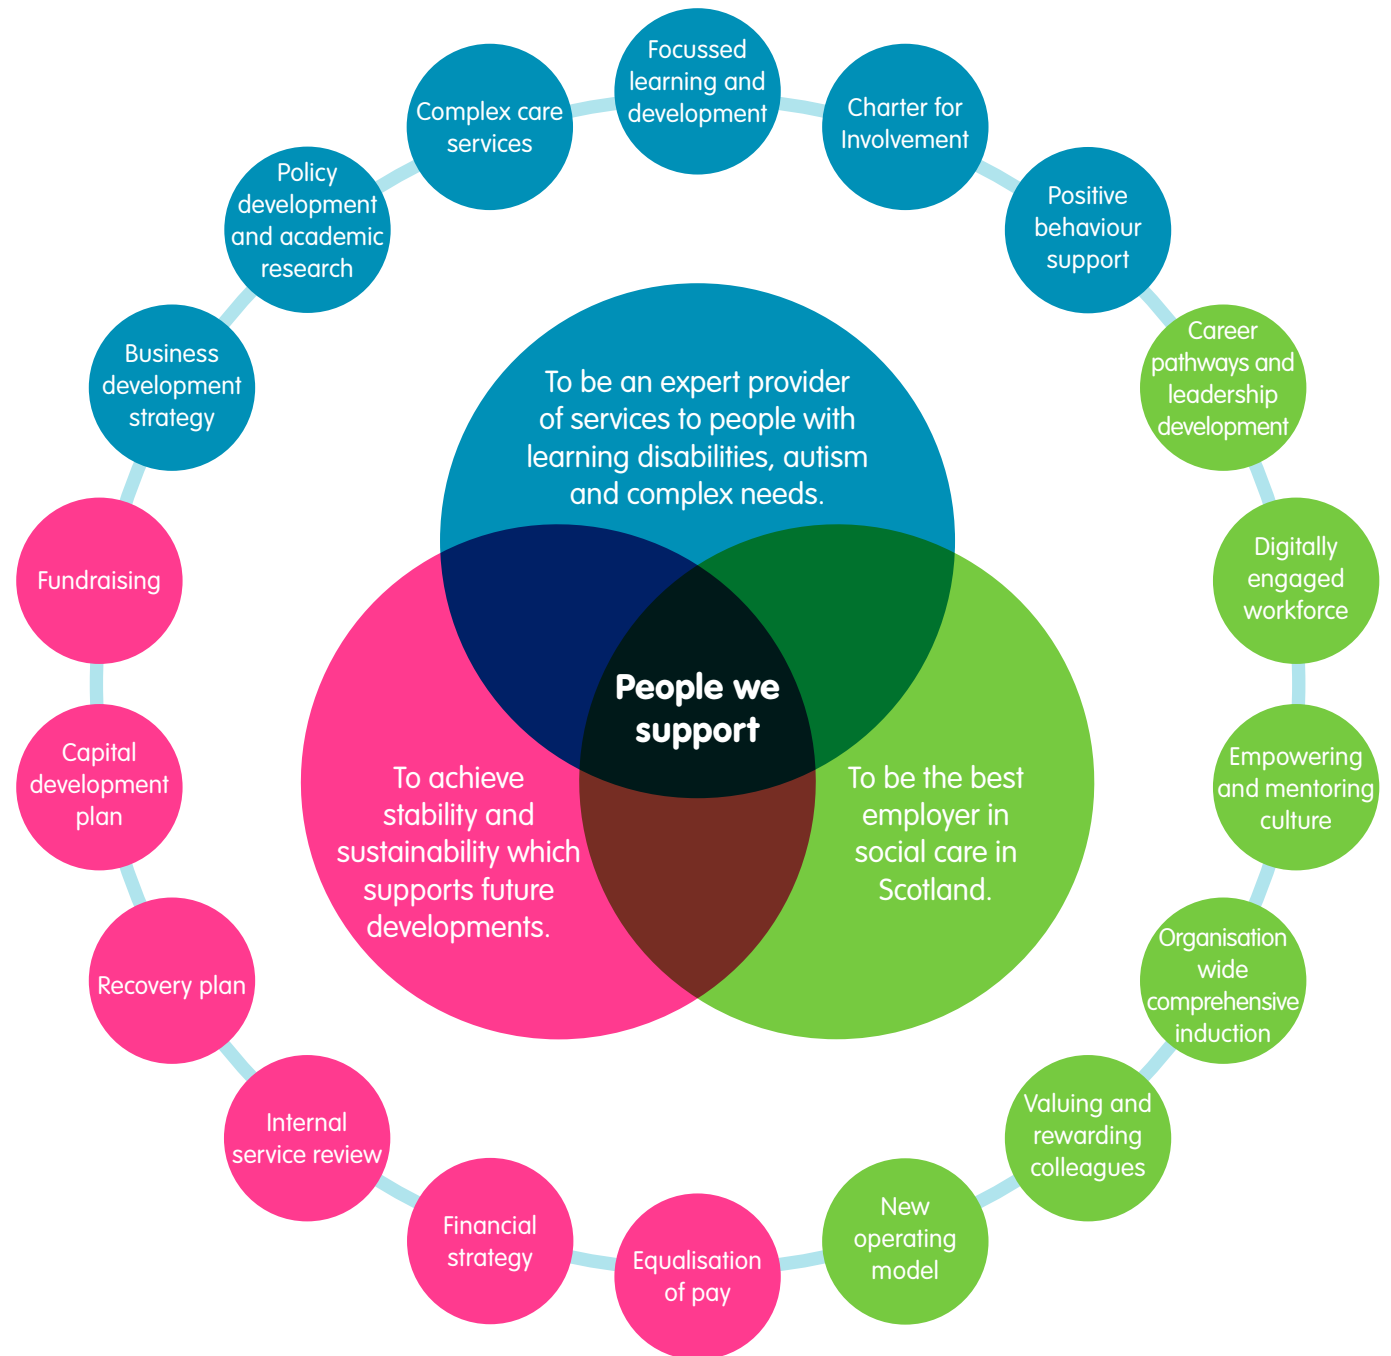 Focussed
learning and
development
Charter for
Involvement
Positive
behaviour
support
Career
pathways and
leadership
development
Digitally
engaged
workforce
Empowering
and mentoring
culture
Organisation
wide
comprehensive
induction
Valuing and
rewarding
colleagues
New
operating
model
Equalisation
of pay
Financial
strategy
Internal
service review
Recovery plan
Capital
development
plan
Fundraising
Business
development
strategy
Policy
development
and academic
research
Complex care
services
To be an expert provider
of services to people with
learning disabilities, autism
and complex needs.
People we
support
To achieve
stability and
sustainability which
supports future
developments.
To be the best
employer in
social care in
Scotland.